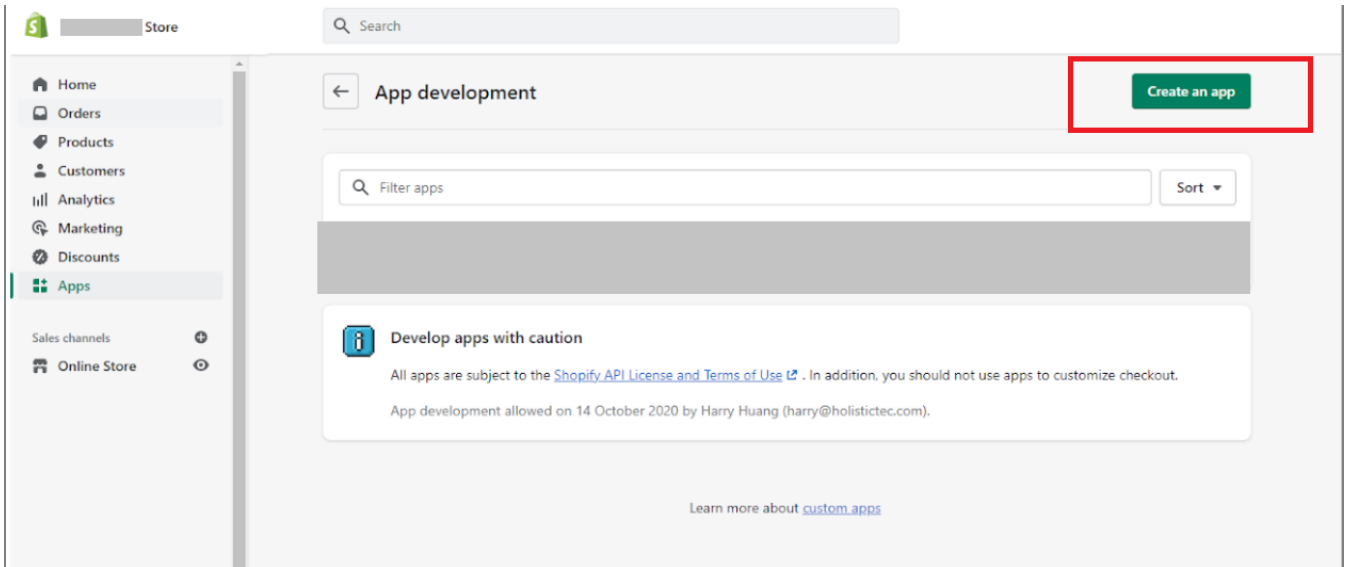 Store
Search
Home
Orders
Products
Customers
Analytics
Marketing
Discounts
Apps
Sales channels
Online Store
App development
Create an app
Filter apps
Sort
Develop apps with caution
All apps are subject to the Shopify API License and Terms of Use . In addition, you should not use apps to customize checkout.
App development allowed on 14 October 2020 by Harry Huang (harry@holistictec.com).
Learn more about custom apps